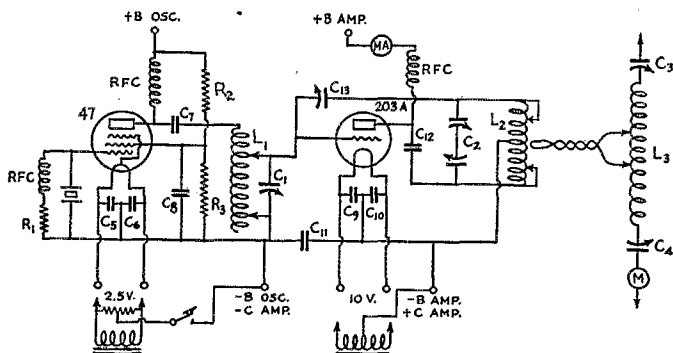 +B OSC.
+B AMP.
MA
RFC
R2
RFC
C3
C13
47
C7
203A
L2
L1
C12
C2
L3
RFC
C1
C8
R3
C9
C10
R1
C5
C6
C11
C4
M
2.5V.
-B OSC.
-C AMP.
10 V.
-B AMP.
+C AMP.